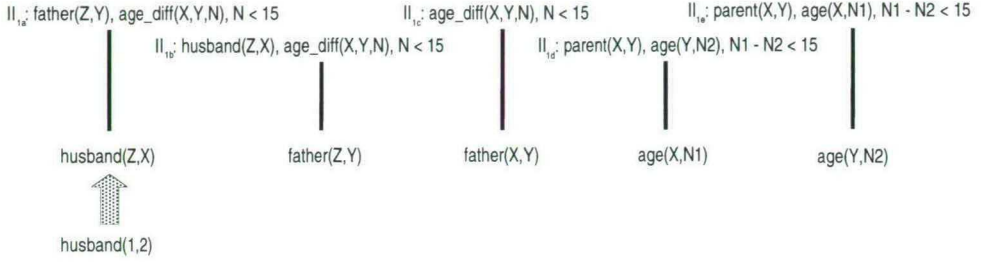 II1a: father(Z,Y), age_diff(X,Y,N), N < 15
II1c: age_diff(X,Y,N), N < 15
II1e: parent(X,Y), age(X,N1), N1 - N2 < 15
II1b: husband(Z,X), age_diff(X,Y,N), N < 15
II1d: parent(X,Y), age(Y,N2), N1 - N2 < 15
husband(Z,X)
father(Z,Y)
father(X,Y)
age(X,N1)
age(Y,N2)
husband(1,2)